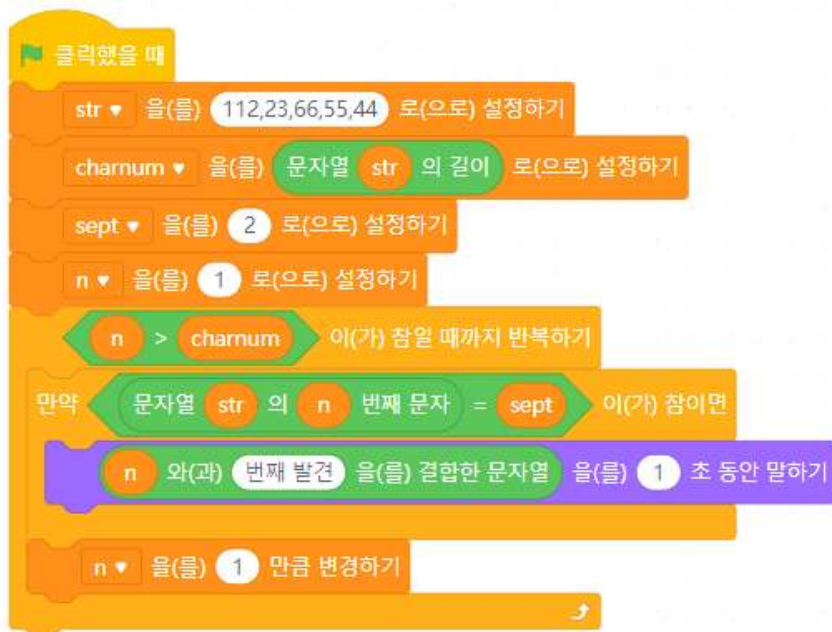 클릭했을 때
str 을(를) 112,23,66,55,44 로(으로) 설정하기
charnum 을(를) 문자열 str 의 길이 로(으로) 설정하기
sept 을(를) 2 로(으로) 설정하기
n 을(를) 1 로(으로) 설정하기
n > charnum 이(가) 참일 때까지 반복하기
만약 문자열 str 의 n 번째 문자 = sept 이(가) 참이면
n 와(과) 번째 발견 을(를) 결합한 문자열 을(를) 1 초 동안 말하기
n 을(를) 1 만큼 변경하기